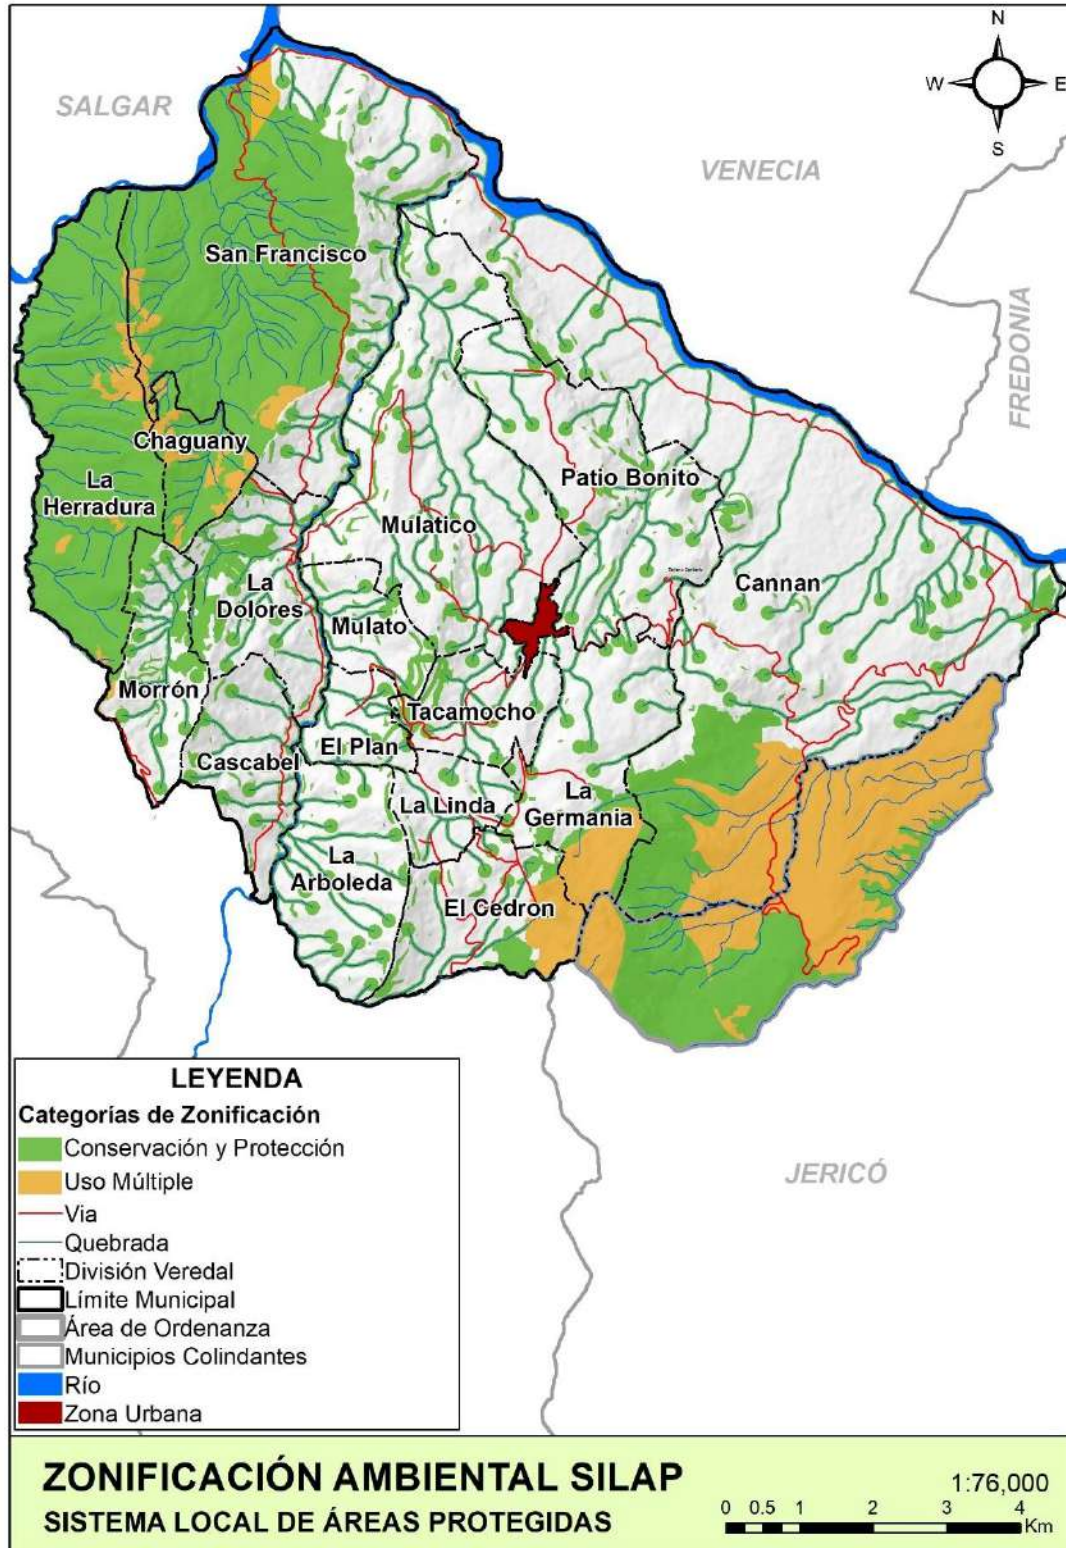 N
W
E
S
SALGAR
VENECIA
FREDONIA
San Francisco
Chaguany
La
Herradura
Patio Bonito
Mulatico
Cannan
La
Dolores
Mulato
Morrón
Tacamocho
El Plan
Cascabel
La Linda
La
Germania
La
Arboleda
El Cedron
JERICÓ
LEYENDA
Categorías de Zonificación
Conservación y Protección
Uso Múltiple
Via
Quebrada
División Veredal
Límite Municipal
Área de Ordenanza
Municipios Colindantes
Río
Zona Urbana
ZONIFICACIÓN AMBIENTAL SILAP
SISTEMA LOCAL DE ÁREAS PROTEGIDAS
1:76,000
0 0.5 1 2 3 4
Km